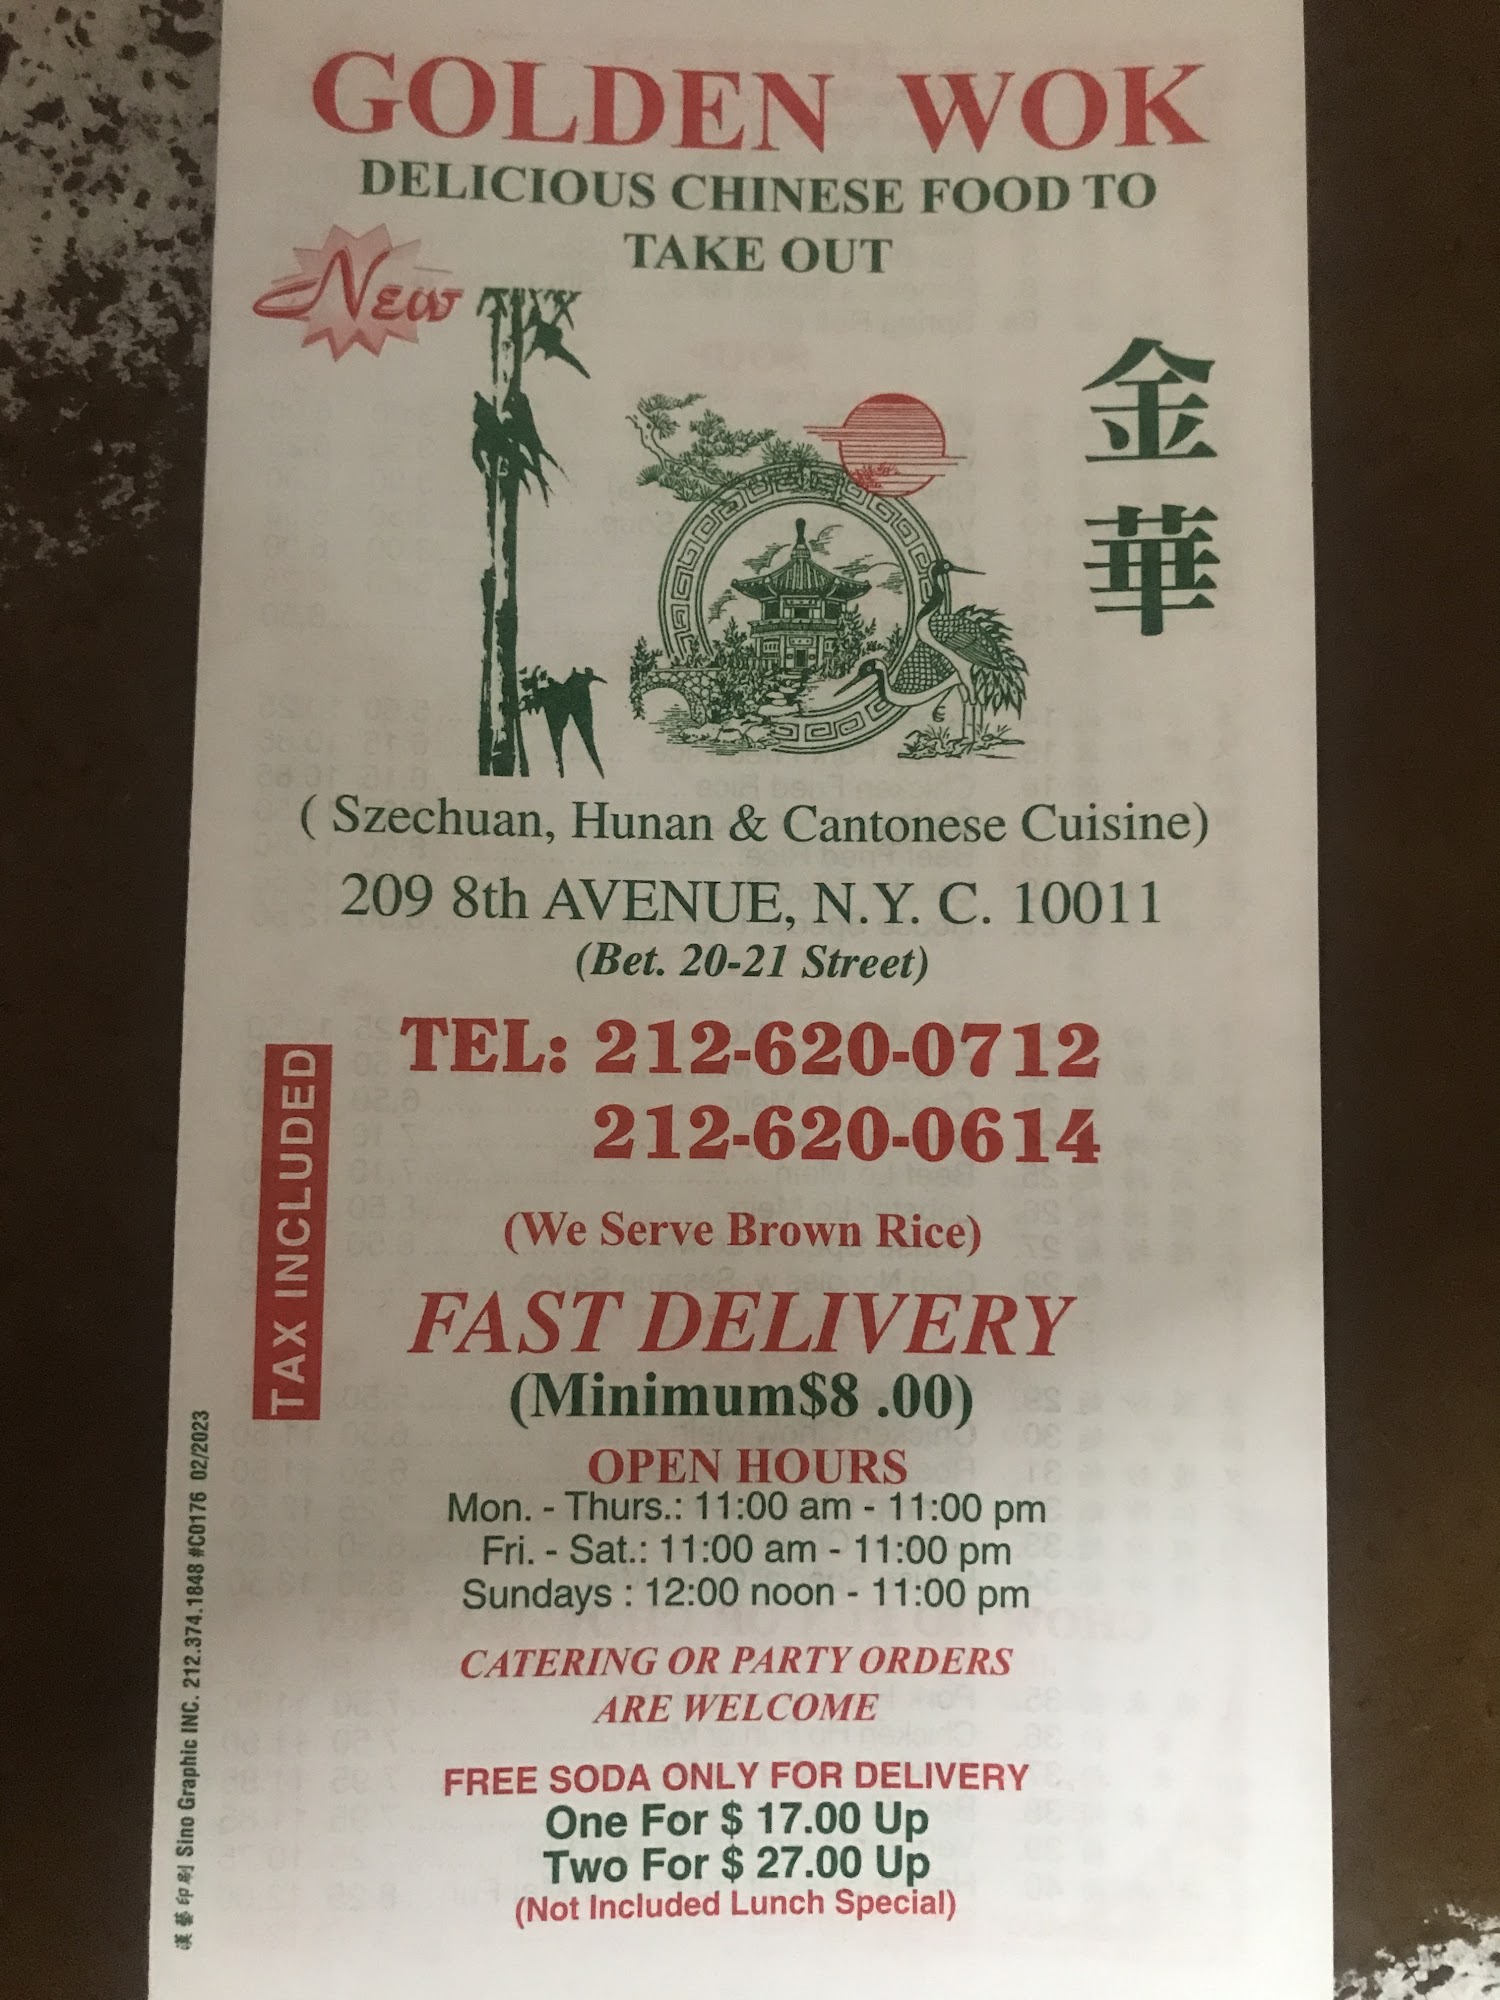 GOLDEN WOK
DELICIOUS CHINESE FOOD TO
TAKE OUT
New
金
華
( Szechuan, Hunan & Cantonese Cuisine)
209 8th AVENUE, N.Y. C. 10011
(Bet. 20-21 Street)
TEL: 212-620-0712
212-620-0614
TAX INCLUDED
(We Serve Brown Rice)
FAST DELIVERY
(Minimum$8 .00)
OPEN HOURS
Mon. - Thurs.: 11:00 am - 11:00 pm
Fri. - Sat.: 11:00 am - 11:00 pm
Sundays : 12:00 noon - 11:00 pm
CATERING OR PARTY ORDERS
ARE WELCOME
FREE SODA ONLY FOR DELIVERY
One For $ 17.00 Up
Two For $ 27.00 Up
(Not Included Lunch Special)
漢藝印刷 Sino Graphic INC. 212.374.1848 #C0176 02/2023